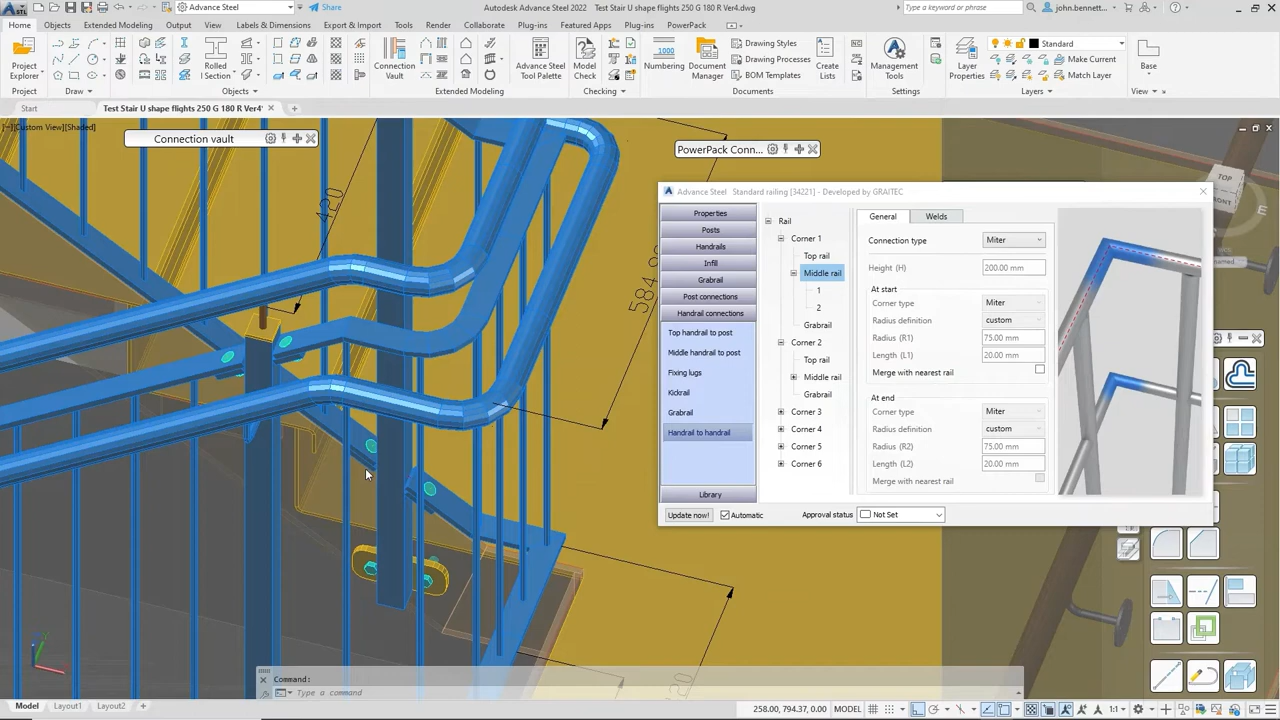 Advance Steel
Share
Autodesk Advance Steel 2022
Test Stair U shape flights 250 G 180 R Ver4.dwg
Type a keyword or phrase
john.bennett...
Home
Extended Modeling
Output
View
Labels & Dimensioning
Export & Import
Tools
Render
Collaborate
Plug-ins
Featured Apps
Plug-ins
PowerPack
Project
Explorer
Rolled
I Section
Connection
Vault
Advance Steel
Tool Palette
Model
Check
1000
Numbering
Document
Manager
Drawing Styles
Drawing Processes
BOM Templates
Create
Lists
Management
Tools
Layer
Properties
Standard
Make Current
Match Layer
Base
Project
Draw
Objects
Extended Modeling
Checking
Documents
Settings
Layers
View
Start
Test Stair U shape flights 250 G 180 R Ver4*
[−][Custom View][Shaded]
Connection vault
PowerPack Conn...
420
584
TOP
FRONT
Advance Steel   Standard railing [34221] - Developed by GRAITEC
Properties
Posts
Handrails
Infill
Grabrail
Post connections
Handrail connections
Top handrail to post
Middle handrail to post
Fixing lugs
Kickrail
Grabrail
Handrail to handrail
Library
Rail
Corner 1
Top rail
Middle rail
1
2
Grabrail
Corner 2
Top rail
Middle rail
Grabrail
Corner 3
Corner 4
Corner 5
Corner 6
General
Welds
Connection type
Miter
Height (H)
200.00 mm
At start
Corner type
Miter
Radius definition
custom
Radius (R1)
75.00 mm
Length (L1)
20.00 mm
Merge with nearest rail
At end
Corner type
Miter
Radius definition
custom
Radius (R2)
75.00 mm
Length (L2)
20.00 mm
Merge with nearest rail
Update now!
Automatic
Approval status
Not Set
Command:
Type a command
Model
Layout1
Layout2
258.00, 794.37, 0.00
MODEL
1:1